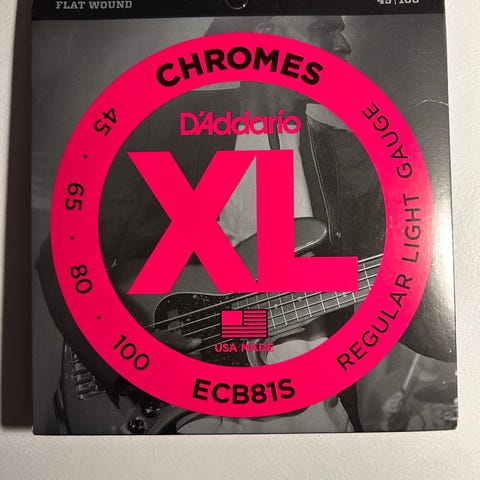 FLAT WOUND
45 | 100
CHROMES
D'Addario
XL
USA MADE
45 · 65 · 80 · 100
ECB81S
REGULAR LIGHT GAUGE